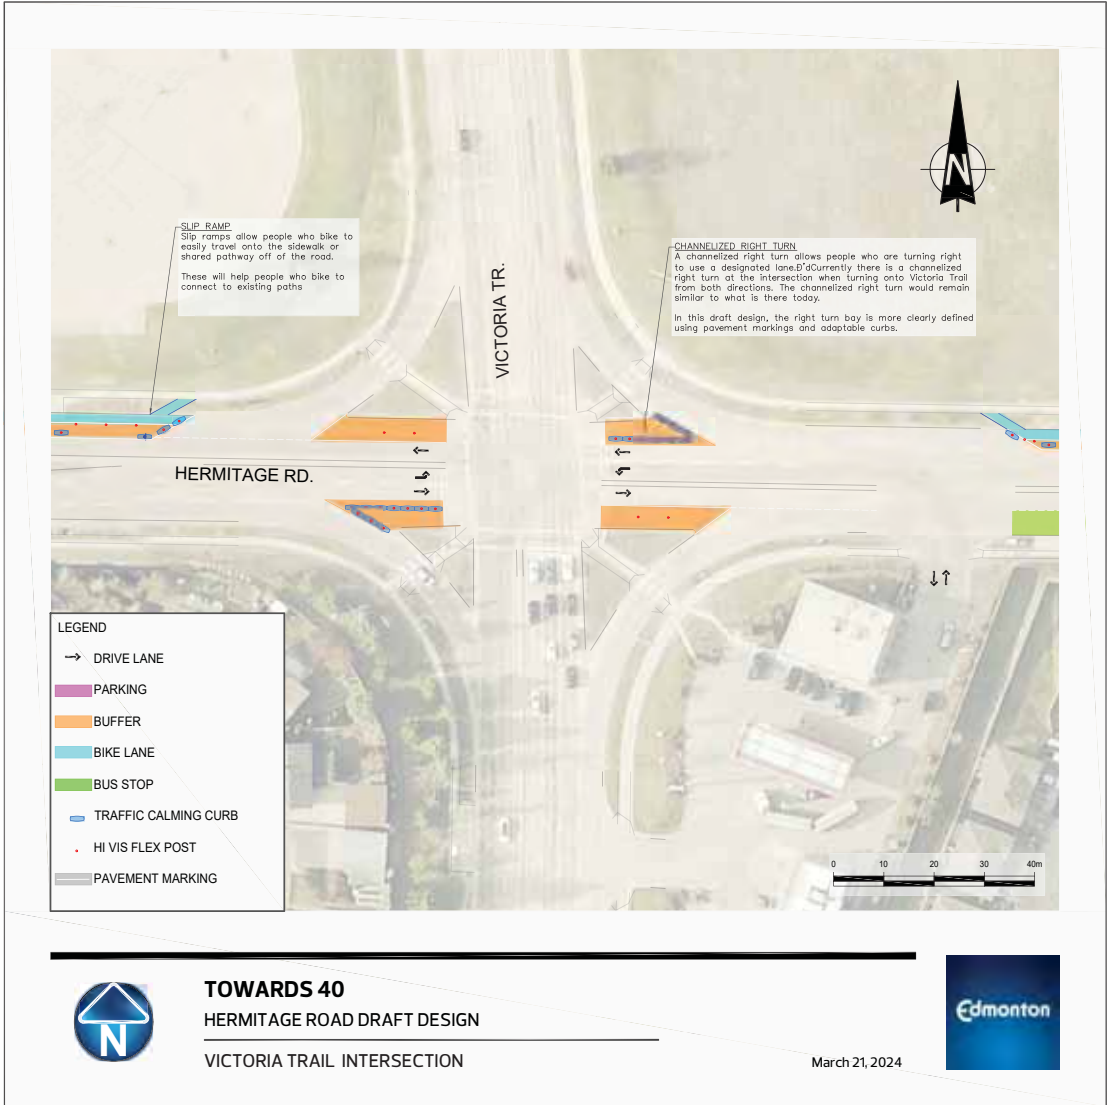 SLIP RAMP
Slip ramps allow people who bike to
easily travel onto the sidewalk or
shared pathway off of the road.
These will help people who bike to
connect to existing paths
CHANNELIZED RIGHT TURN
A channelized right turn allows people who are turning right
to use a designated lane.Ð'dCurrently there is a channelized
right turn at the intersection when turning onto Victoria Trail
from both directions. The channelized right turn would remain
similar to what is there today.
In this draft design, the right turn bay is more clearly defined
using pavement markings and adaptable curbs.
N
VICTORIA TR.
HERMITAGE RD.
LEGEND
DRIVE LANE
PARKING
BUFFER
BIKE LANE
BUS STOP
TRAFFIC CALMING CURB
HI VIS FLEX POST
PAVEMENT MARKING
0 10 20 30 40m
N
TOWARDS 40
HERMITAGE ROAD DRAFT DESIGN
VICTORIA TRAIL INTERSECTION
March 21, 2024
Edmonton